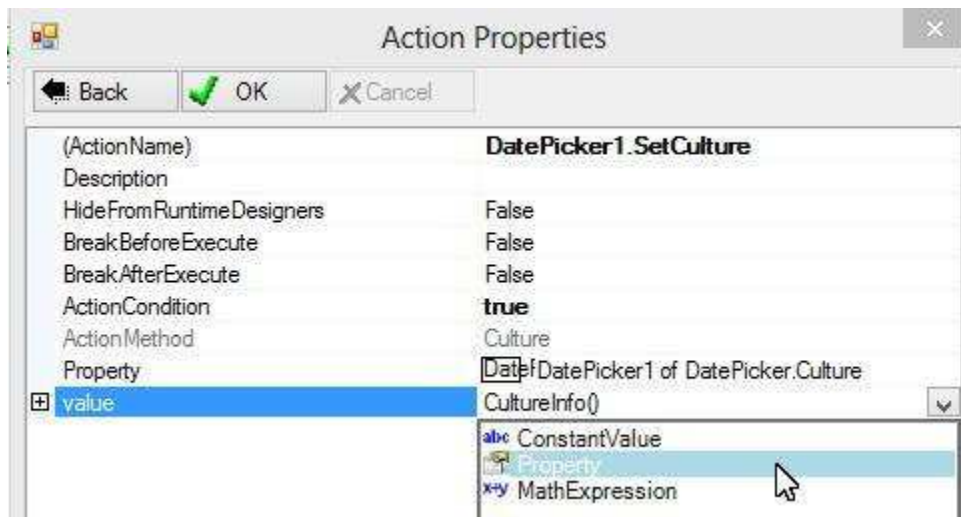 Action Properties
Back OK Cancel
(ActionName) DatePicker1.SetCulture
Description
HideFromRuntimeDesigners False
BreakBeforeExecute False
BreakAfterExecute False
ActionCondition true
ActionMethod Culture
Property DatePicker1 of DatePicker.Culture
value CultureInfo()
abc ConstantValue
Property
x+y MathExpression